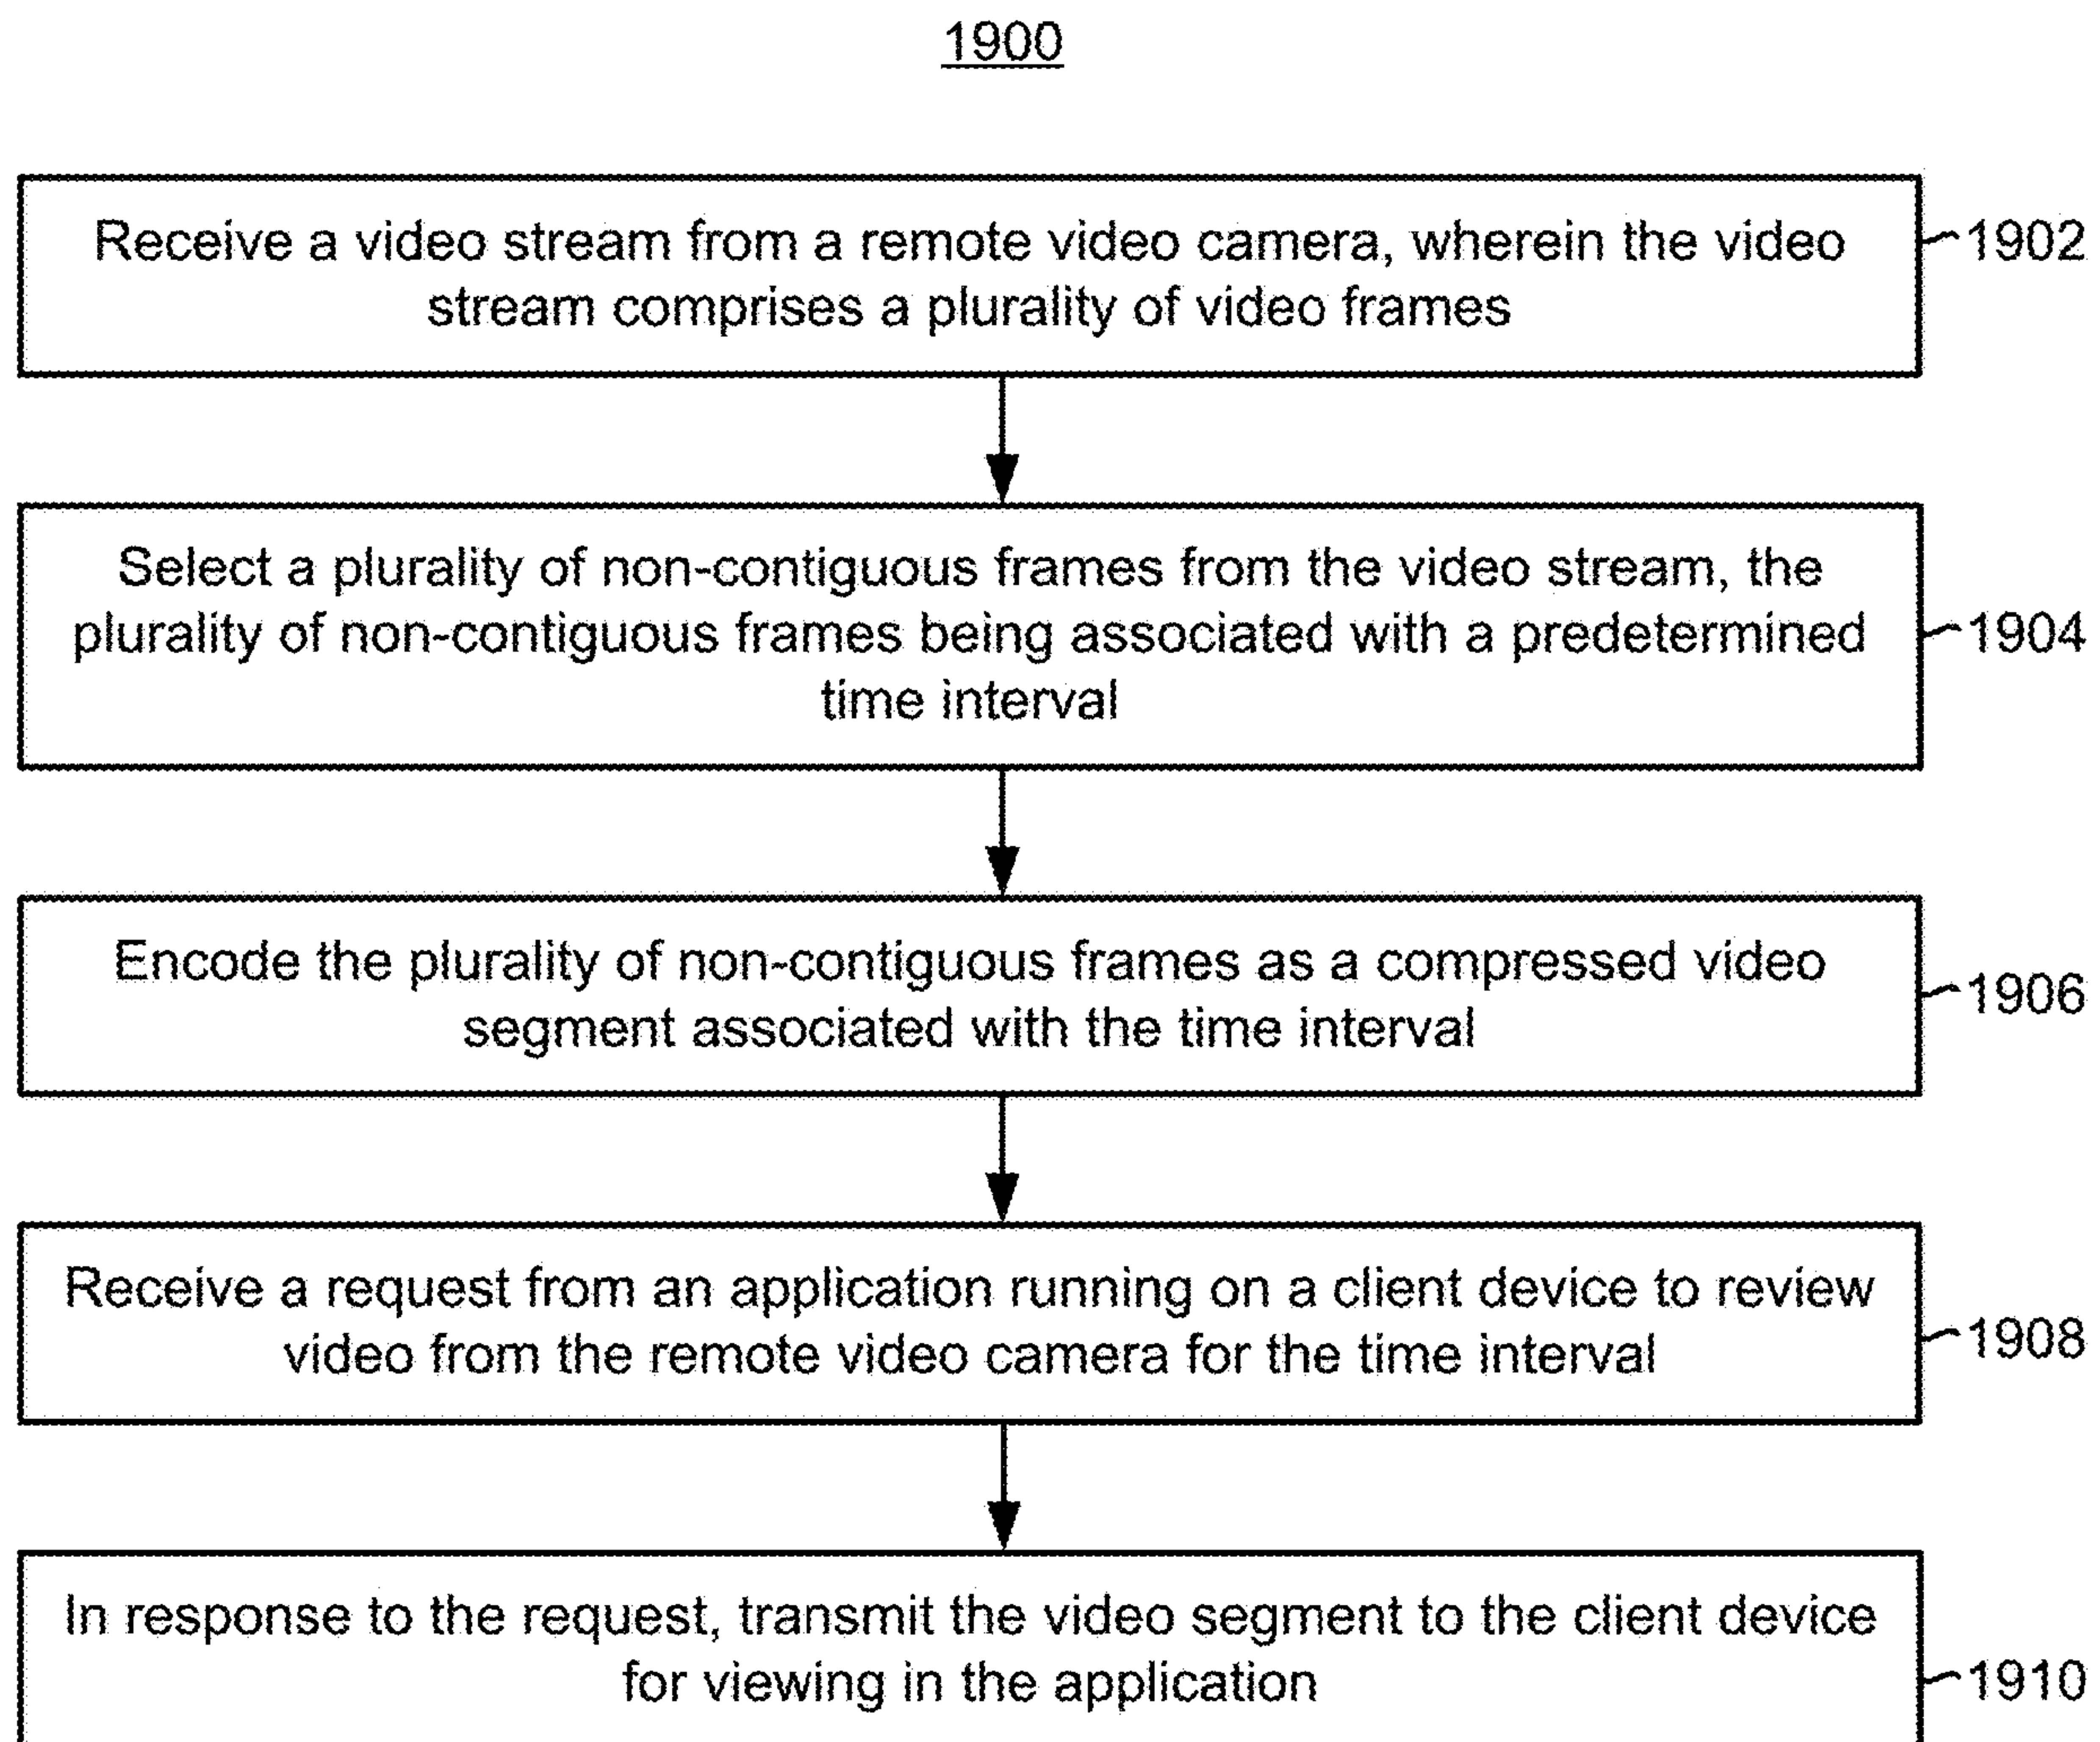 1900
Receive a video stream from a remote video camera, wherein the video
stream comprises a plurality of video frames
1902
Select a plurality of non-contiguous frames from the video stream, the
plurality of non-contiguous frames being associated with a predetermined
time interval
1904
Encode the plurality of non-contiguous frames as a compressed video
segment associated with the time interval
1906
Receive a request from an application running on a client device to review
video from the remote video camera for the time interval
1908
In response to the request, transmit the video segment to the client device
for viewing in the application
1910